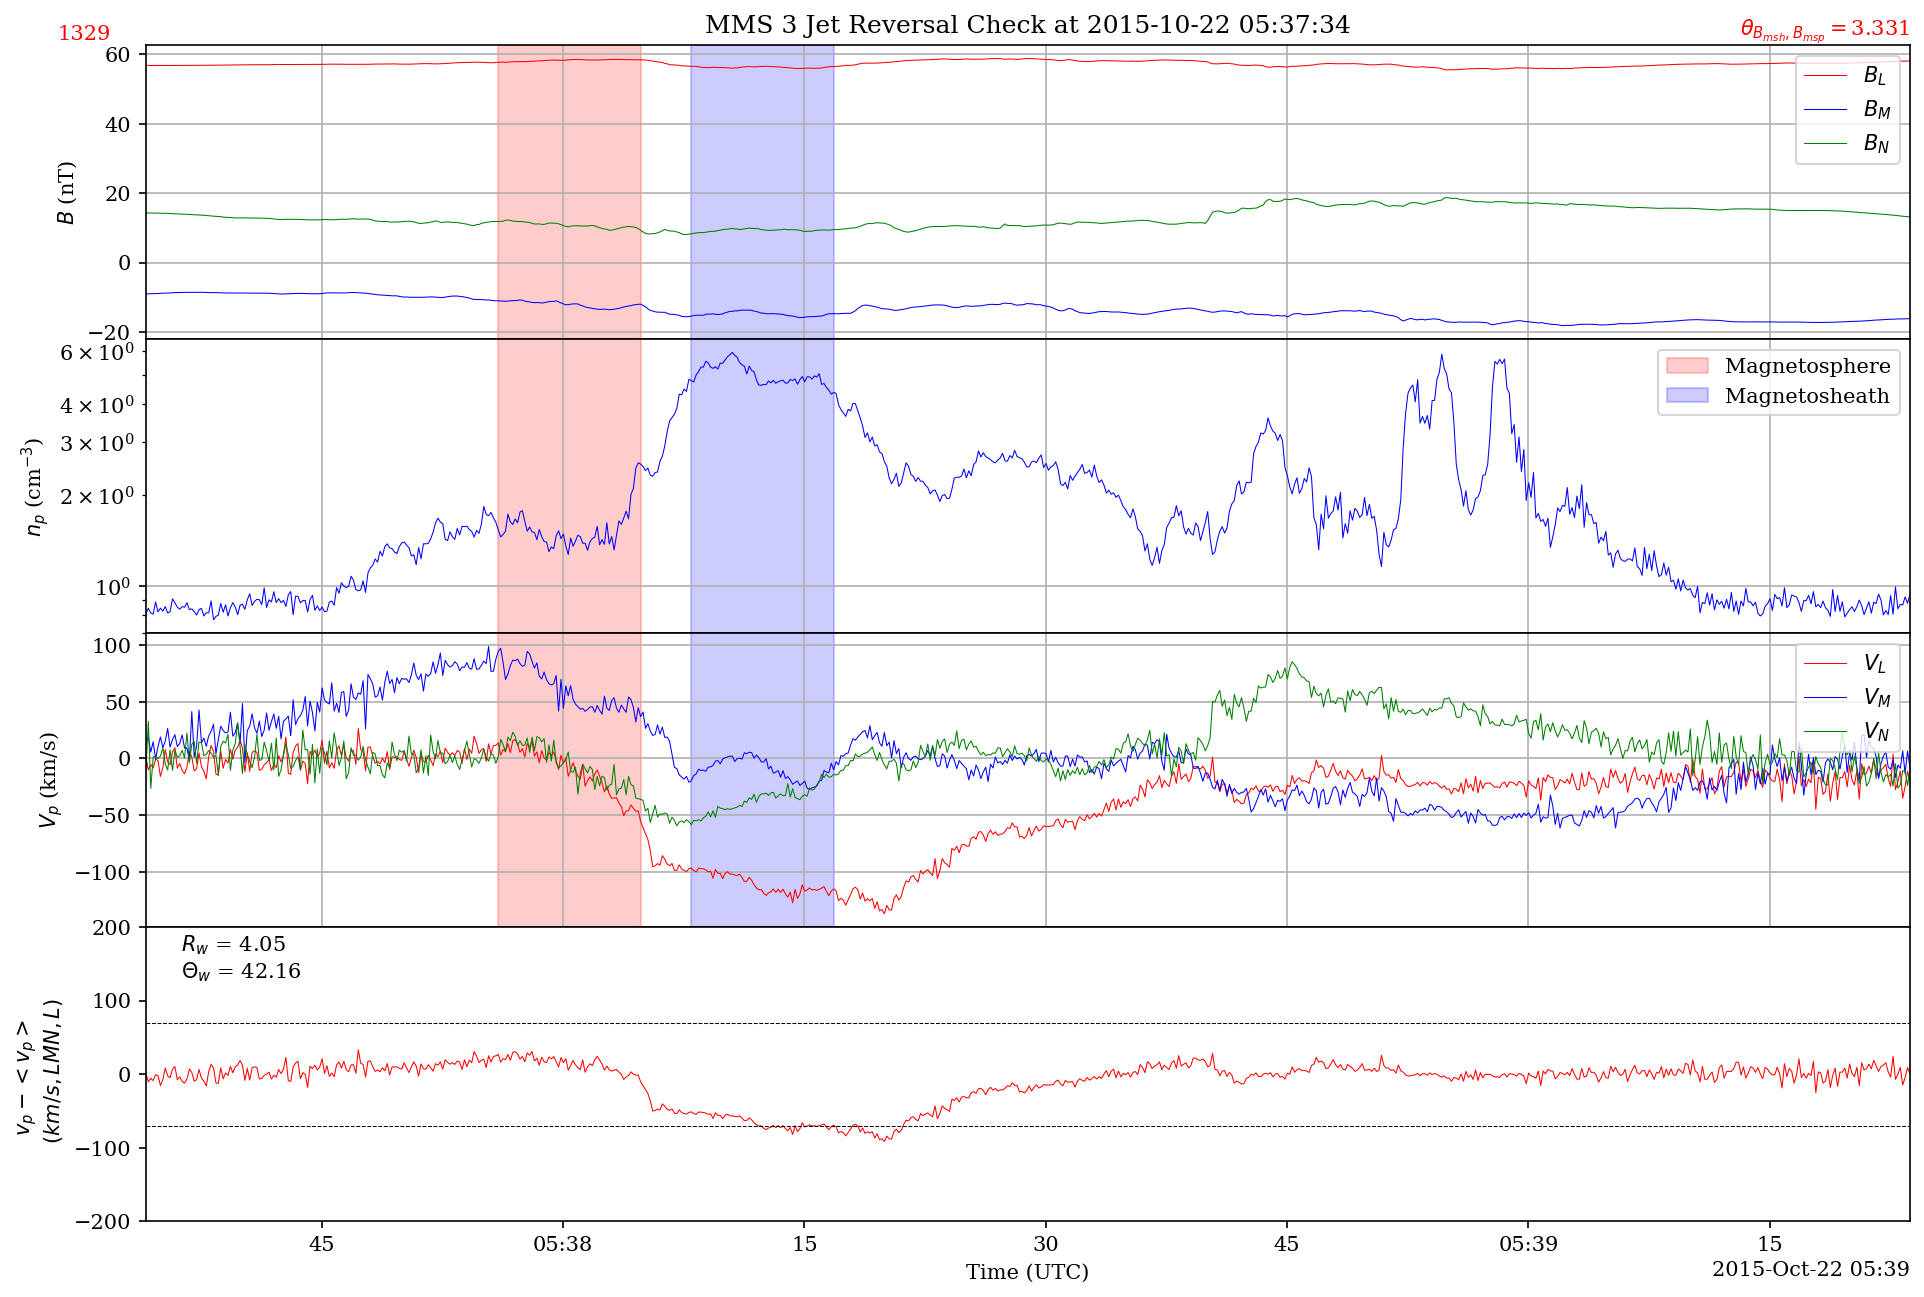 MMS 3 Jet Reversal Check at 2015-10-22 05:37:34
1329
θ_{B_{msh}, B_{msp}} = 3.331
60
40
20
0
−20
B (nT)
B_L
B_M
B_N
6 × 10^0
4 × 10^0
3 × 10^0
2 × 10^0
10^0
n_p (cm^{−3})
Magnetosphere
Magnetosheath
100
50
0
−50
−100
V_p (km/s)
V_L
V_M
V_N
200
100
0
−100
−200
v_p − < v_p >
(km/s, LMN, L)
R_w = 4.05
Θ_w = 42.16
45
05:38
15
30
45
05:39
15
Time (UTC)
2015-Oct-22 05:39